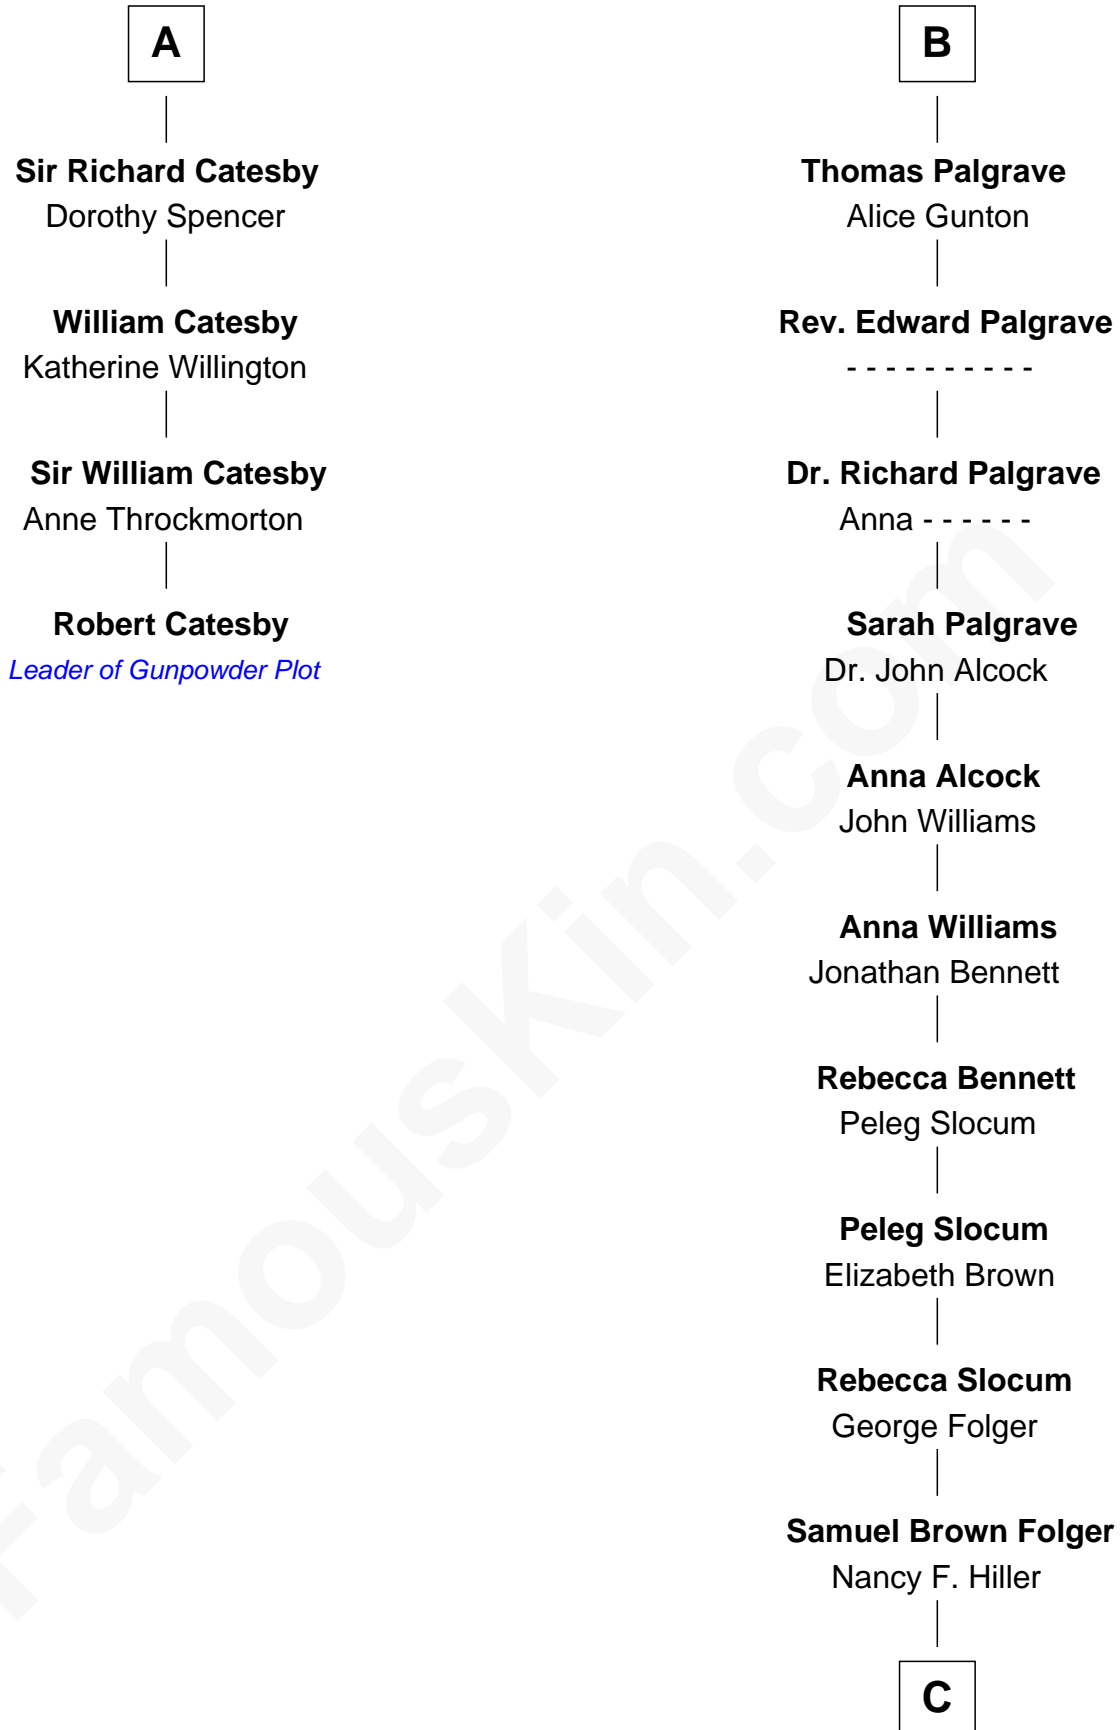 A
Sir Richard Catesby
Dorothy Spencer
William Catesby
Katherine Willington
Sir William Catesby
Anne Throckmorton
Robert Catesby
Leader of Gunpowder Plot
B
Thomas Palgrave
Alice Gunton
Rev. Edward Palgrave
- - - - - - - - - -
Dr. Richard Palgrave
Anna - - - - - -
Sarah Palgrave
Dr. John Alcock
Anna Alcock
John Williams
Anna Williams
Jonathan Bennett
Rebecca Bennett
Peleg Slocum
Peleg Slocum
Elizabeth Brown
Rebecca Slocum
George Folger
Samuel Brown Folger
Nancy F. Hiller
C
FamousKin.com